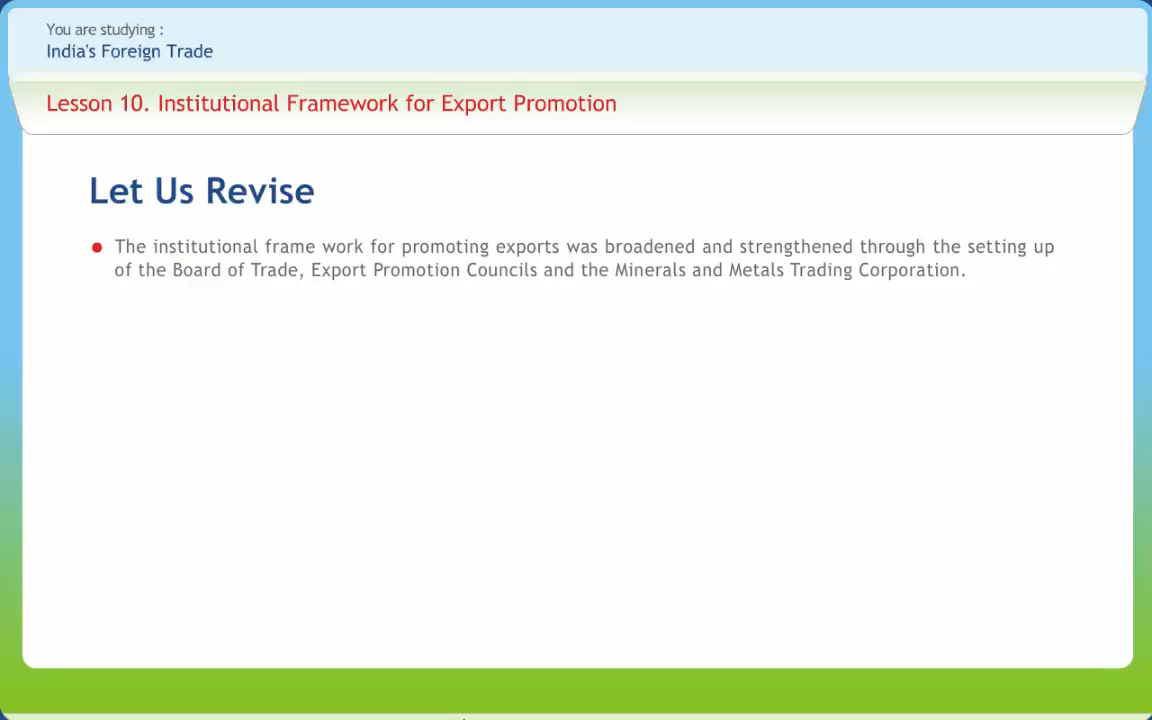 You are studying :
India's Foreign Trade
Lesson 10. Institutional Framework for Export Promotion
Let Us Revise
The institutional frame work for promoting exports was broadened and strengthened through the setting up
of the Board of Trade, Export Promotion Councils and the Minerals and Metals Trading Corporation.